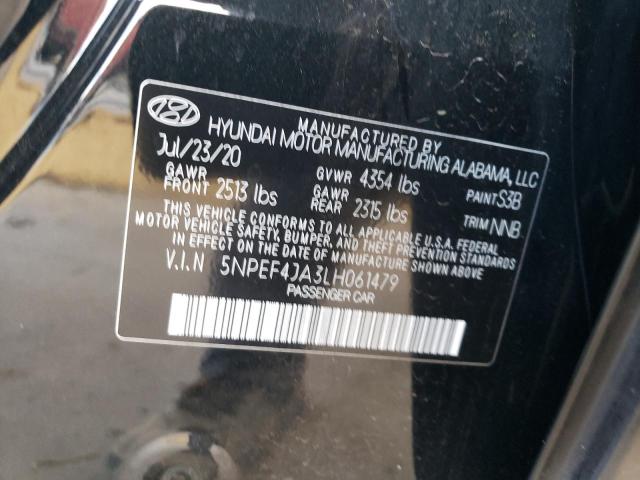 MANUFACTURED BY
HYUNDAI MOTOR MANUFACTURING ALABAMA, LLC
Jul/23/20
GVWR 4354 lbs
PAINT S3B
GAWR FRONT 2513 lbs
GAWR REAR 2315 lbs
TRIM NNB
THIS VEHICLE CONFORMS TO ALL APPLICABLE U.S. FEDERAL
MOTOR VEHICLE SAFETY, BUMPER, AND THEFT PREVENTION STANDARDS
IN EFFECT ON THE DATE OF MANUFACTURE SHOWN ABOVE.
V.I.N 5NPEF4JA3LH061479
PASSENGER CAR